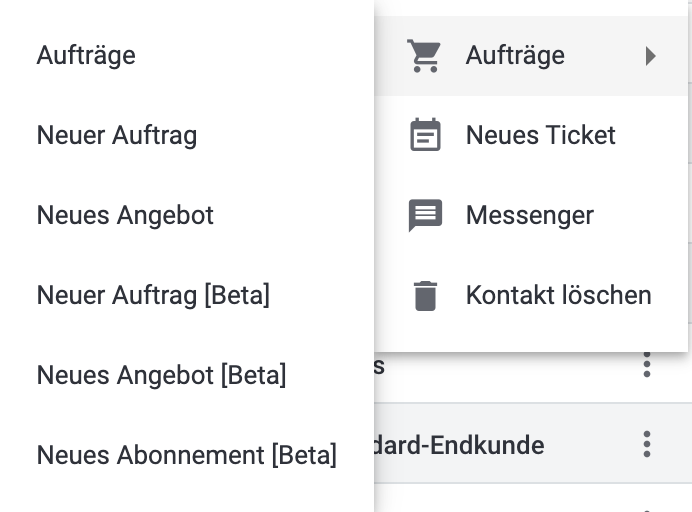 Aufträge
Neuer Auftrag
Neues Angebot
Neuer Auftrag [Beta]
Neues Angebot [Beta]
Neues Abonnement [Beta]
Aufträge
Neues Ticket
Messenger
Kontakt löschen
s
dard-Endkunde